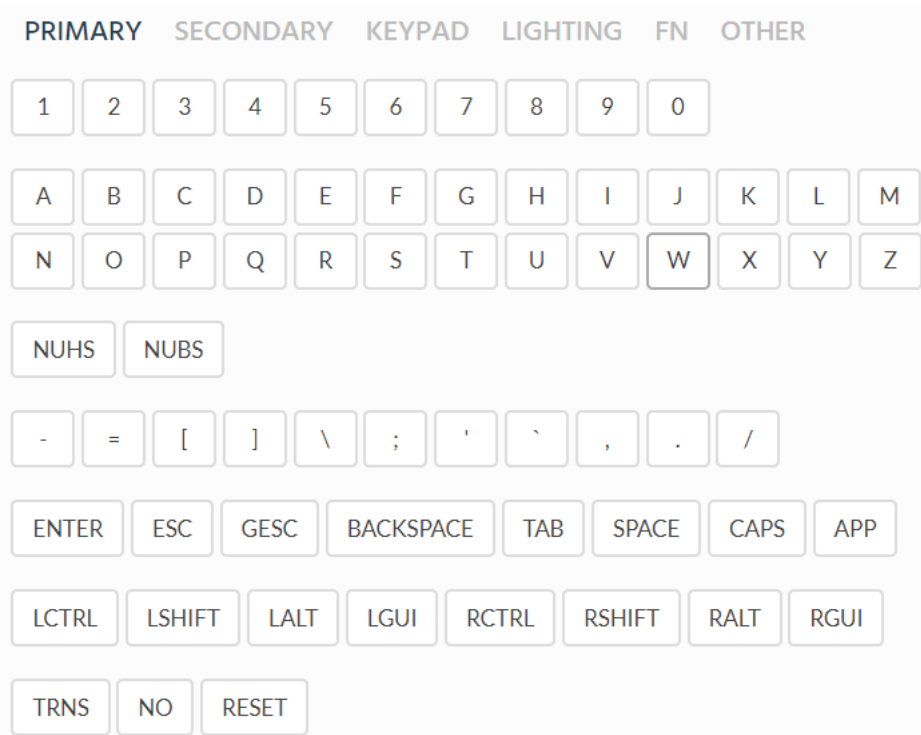 PRIMARY SECONDARY KEYPAD LIGHTING FN OTHER
1 2 3 4 5 6 7 8 9 0
A B C D E F G H I J K L M
N O P Q R S T U V W X Y Z
NUHS NUBS
- = [ ] \ ; ' ` , . /
ENTER ESC GESC BACKSPACE TAB SPACE CAPS APP
LCTRL LSHIFT LALT LGUI RCTRL RSHIFT RALT RGUI
TRNS NO RESET